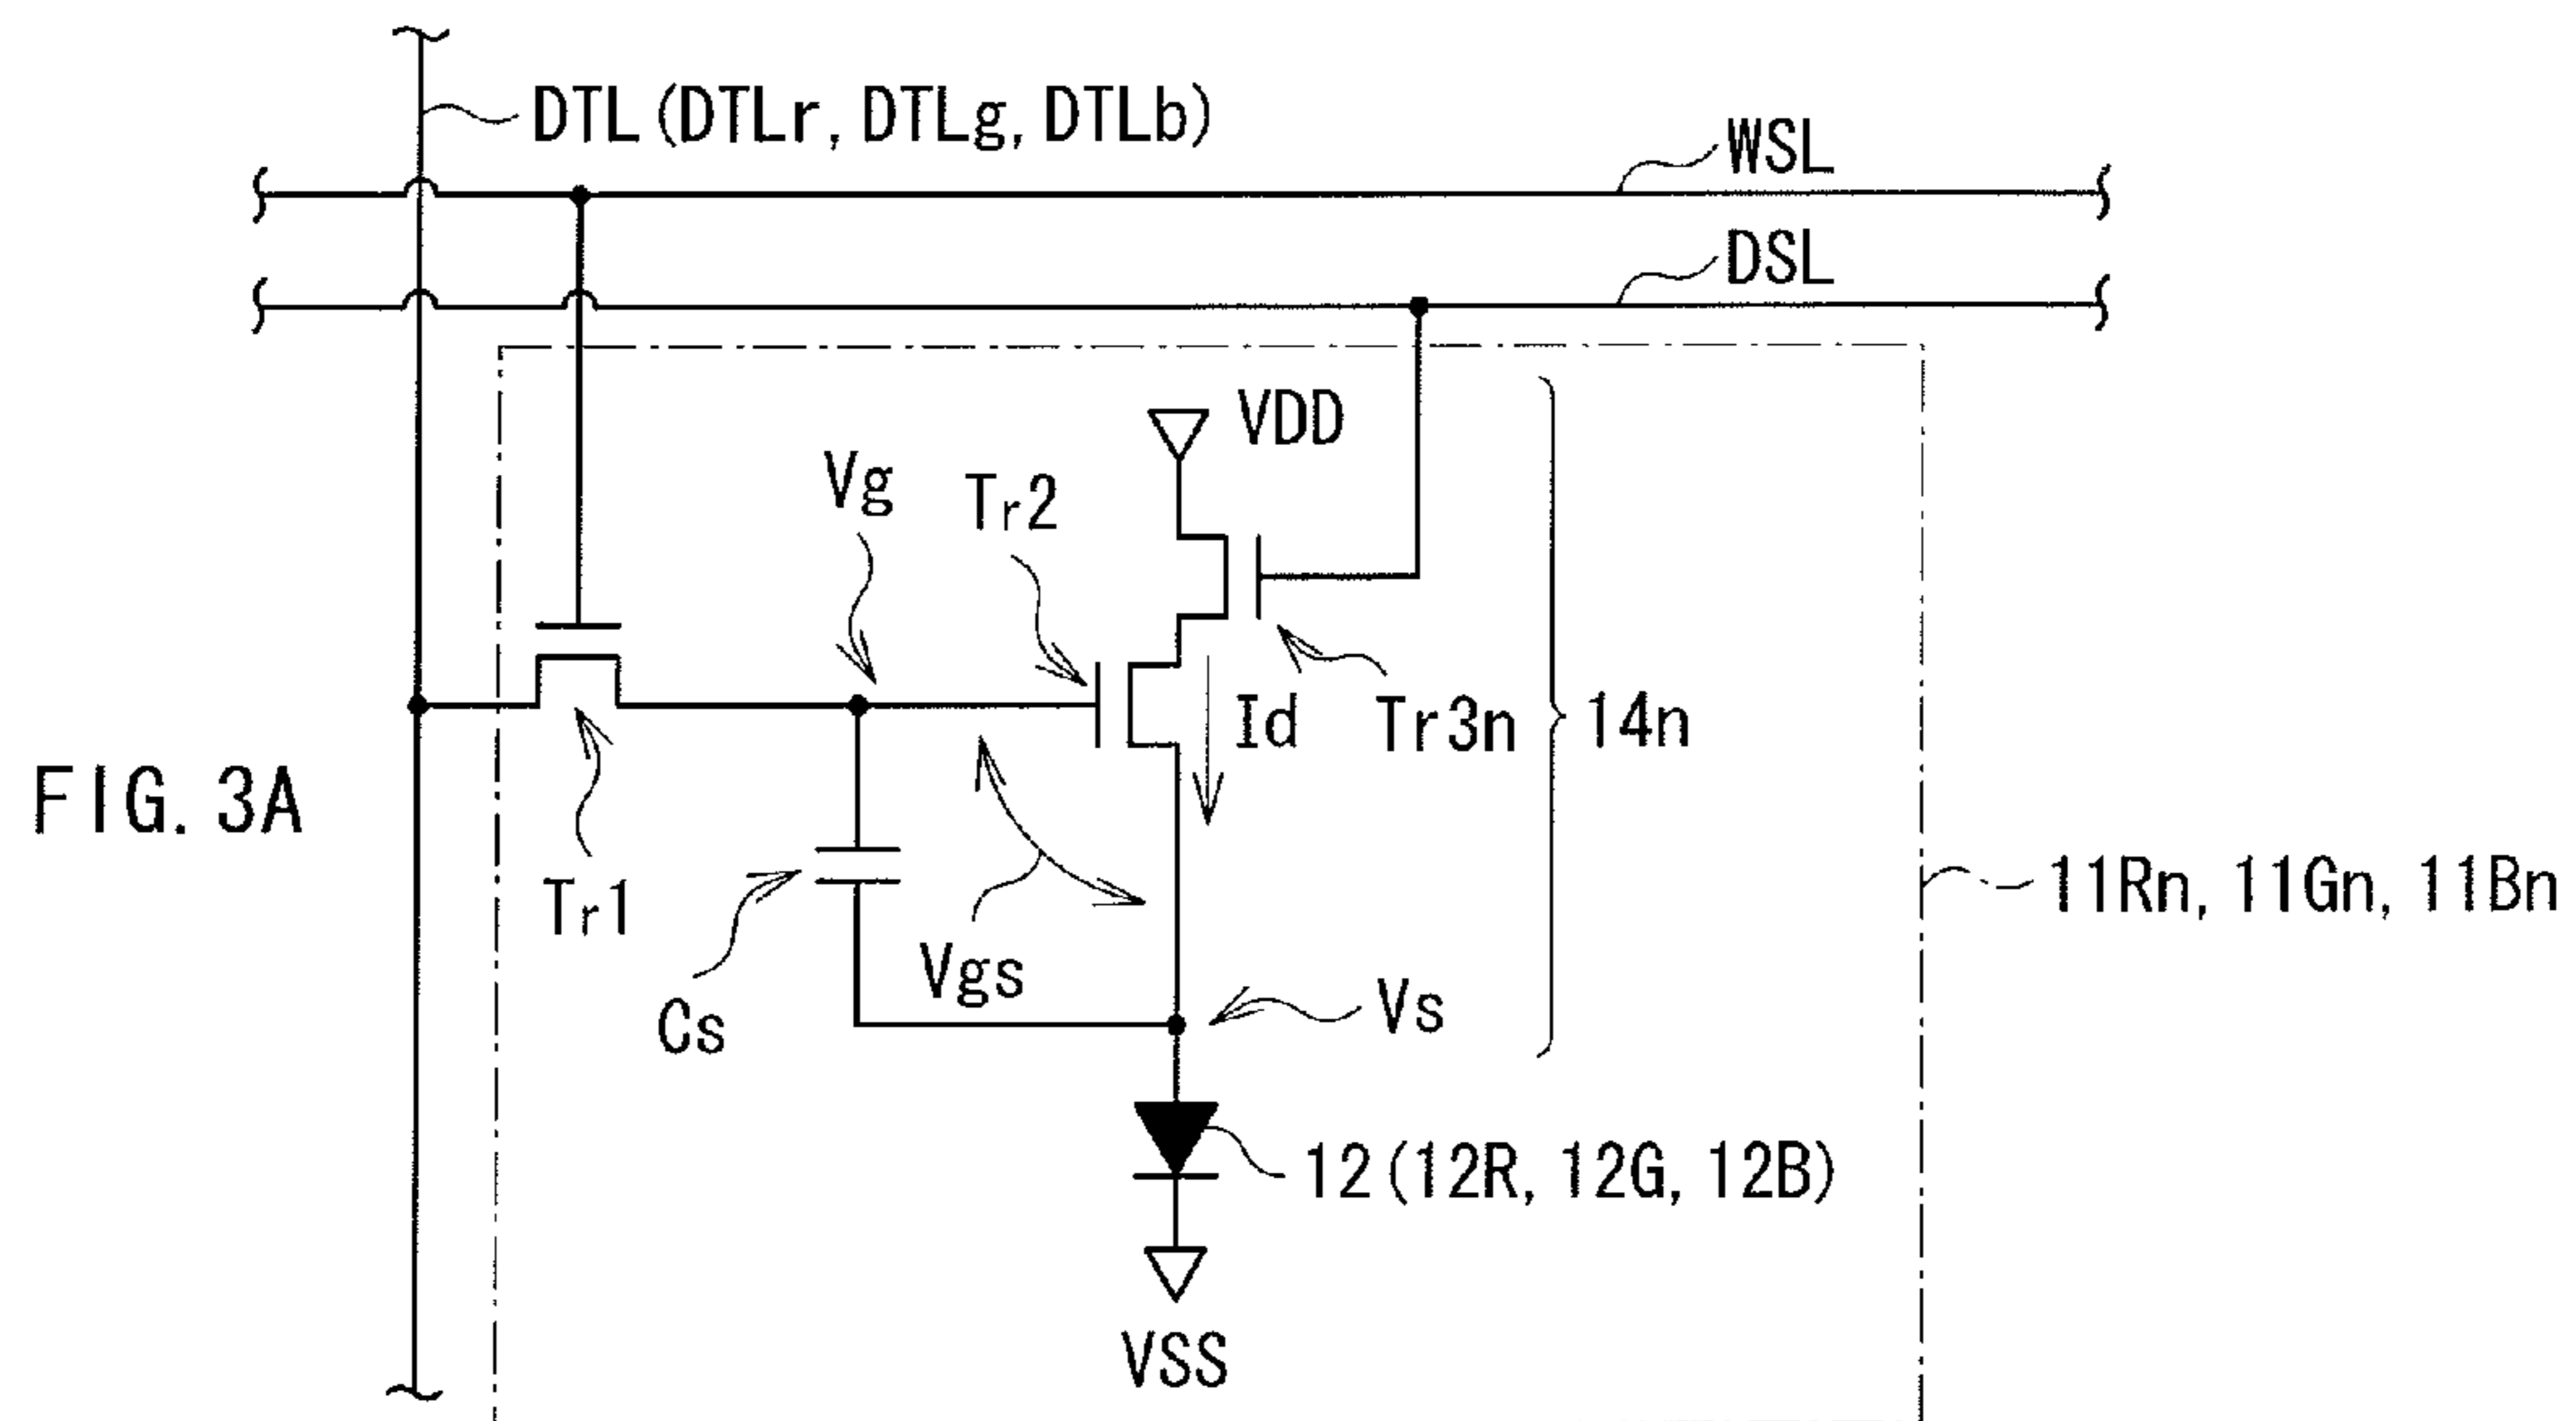 DTL (DTLr, DTLg, DTLb)
WSL
DSL
VDD
Vg
Tr2
Id
Tr3n
14n
FIG. 3A
Tr1
11Rn, 11Gn, 11Bn
Vgs
Cs
Vs
12 (12R, 12G, 12B)
VSS